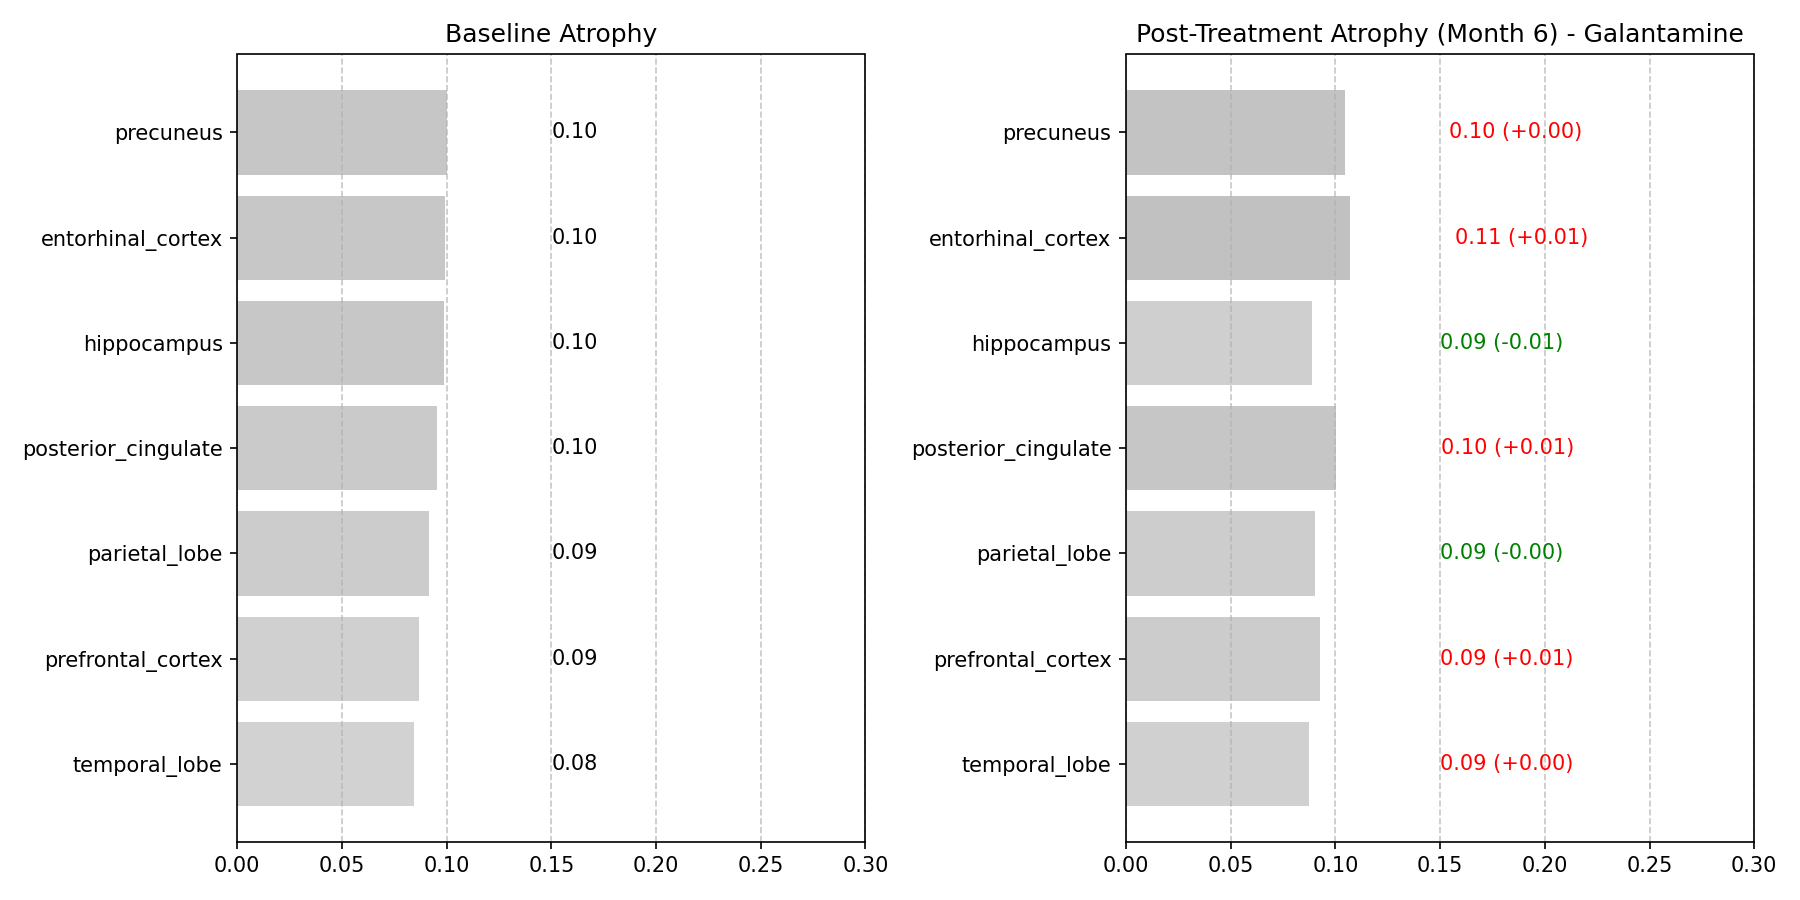 Baseline Atrophy
precuneus 0.10
entorhinal_cortex 0.10
hippocampus 0.10
posterior_cingulate 0.10
parietal_lobe 0.09
prefrontal_cortex 0.09
temporal_lobe 0.08
0.00 0.05 0.10 0.15 0.20 0.25 0.30
Post-Treatment Atrophy (Month 6) - Galantamine
precuneus 0.10 (+0.00)
entorhinal_cortex 0.11 (+0.01)
hippocampus 0.09 (-0.01)
posterior_cingulate 0.10 (+0.01)
parietal_lobe 0.09 (-0.00)
prefrontal_cortex 0.09 (+0.01)
temporal_lobe 0.09 (+0.00)
0.00 0.05 0.10 0.15 0.20 0.25 0.30